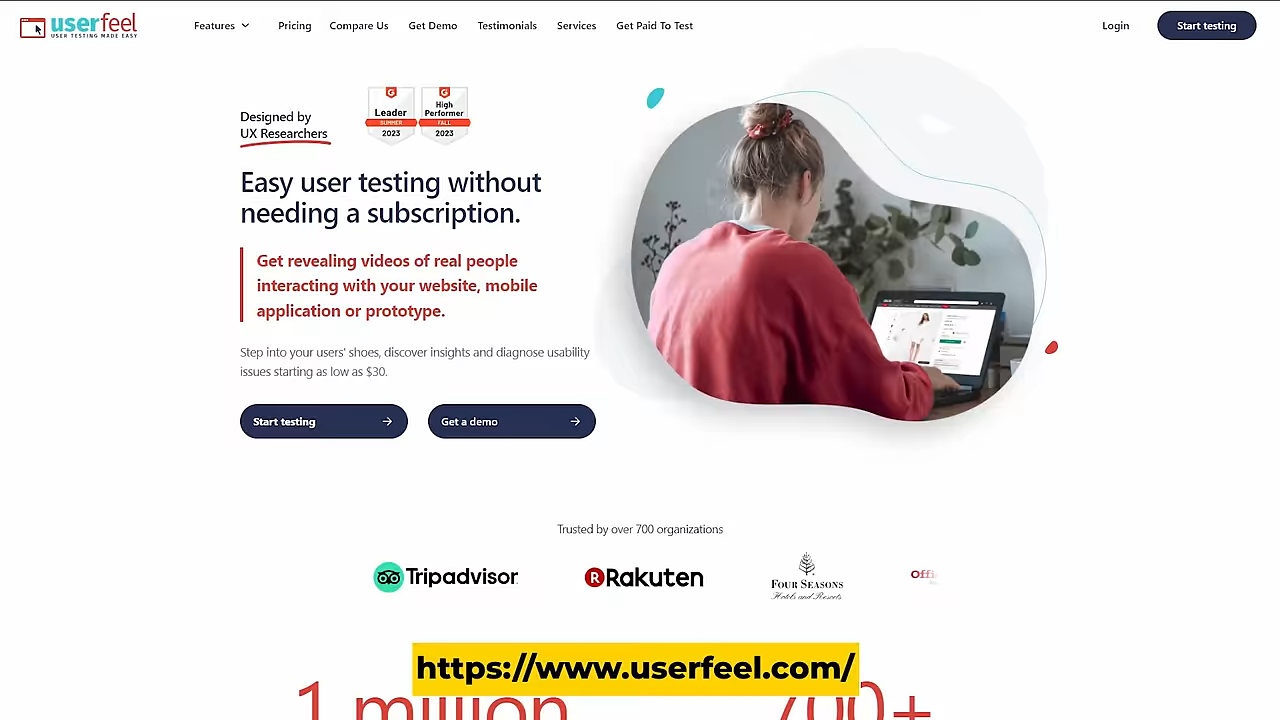 userfeel
USER TESTING MADE EASY
Features
Pricing
Compare Us
Get Demo
Testimonials
Services
Get Paid To Test
Login
Start testing
Designed by
UX Researchers
Leader
SUMMER
2023
High
Performer
FALL
2023
Easy user testing without
needing a subscription.
Get revealing videos of real people
interacting with your website, mobile
application or prototype.
Step into your users' shoes, discover insights and diagnose usability
issues starting as low as $30.
Start testing
Get a demo
Trusted by over 700 organizations
Tripadvisor
Rakuten
FOUR SEASONS
Hotels and Resorts
Offi
https://www.userfeel.com/
1 million
700+